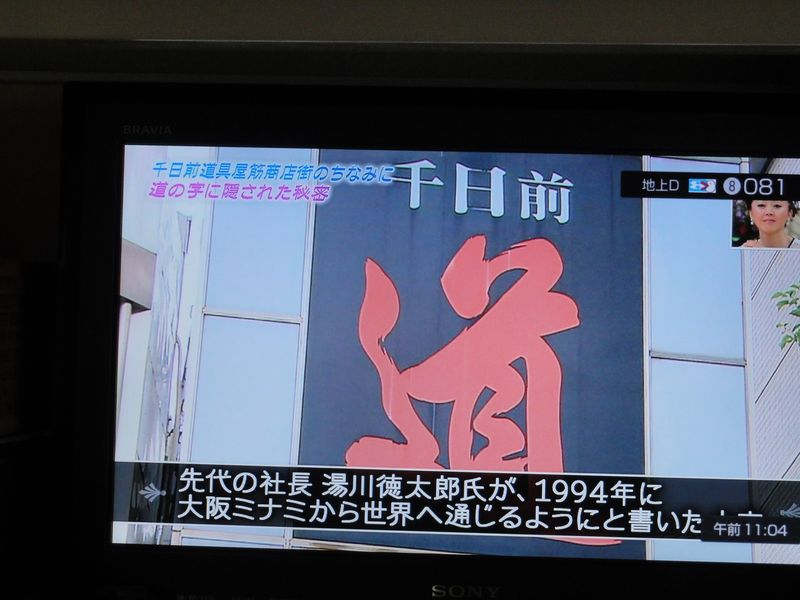 BRAVIA
千日前道具屋筋商店街のちなみに
道の字に隠された秘密
千日前
地上D 8 081
道
先代の社長 湯川徳太郎氏が、1994年に
大阪ミナミから世界へ通じるようにと書いた
午前 11:04
SONY